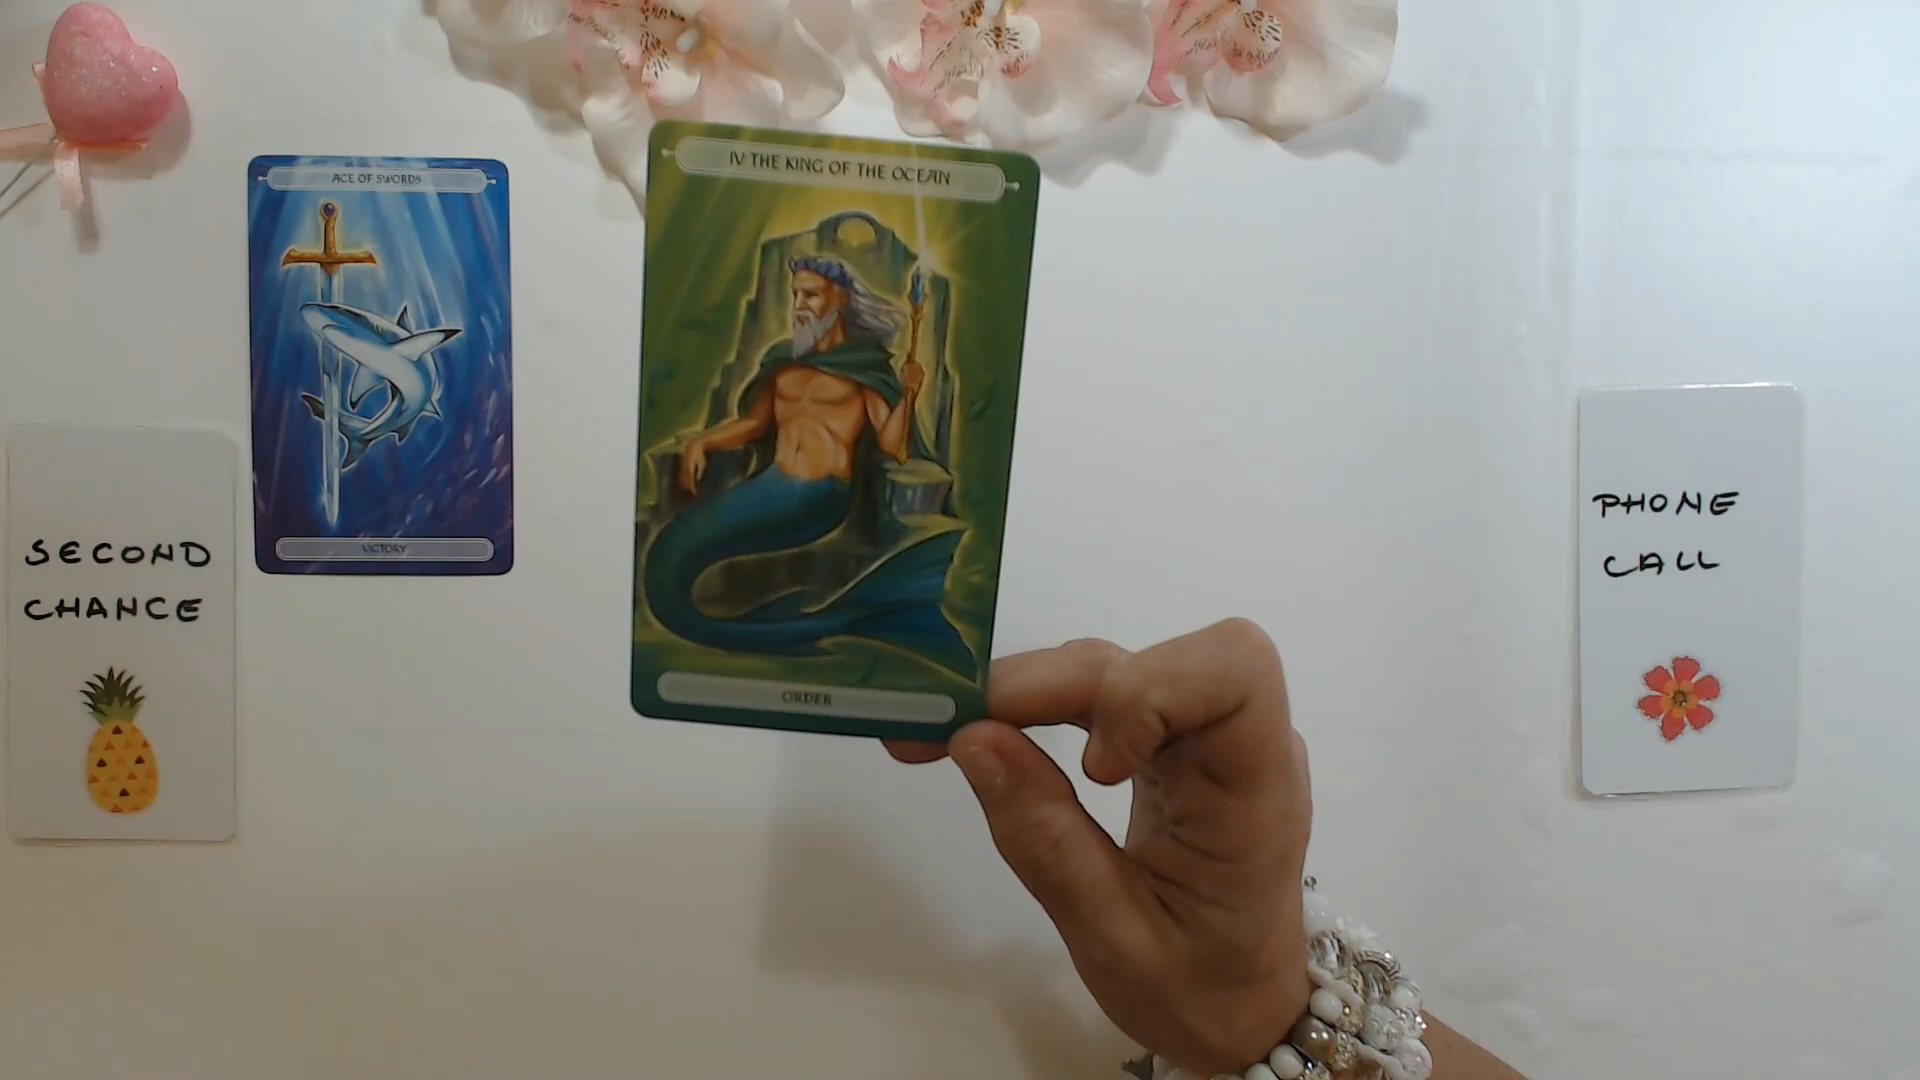 ACE OF SWORDS
VICTORY
IV THE KING OF THE OCEAN
ORDER
SECOND
CHANCE
PHONE
CALL